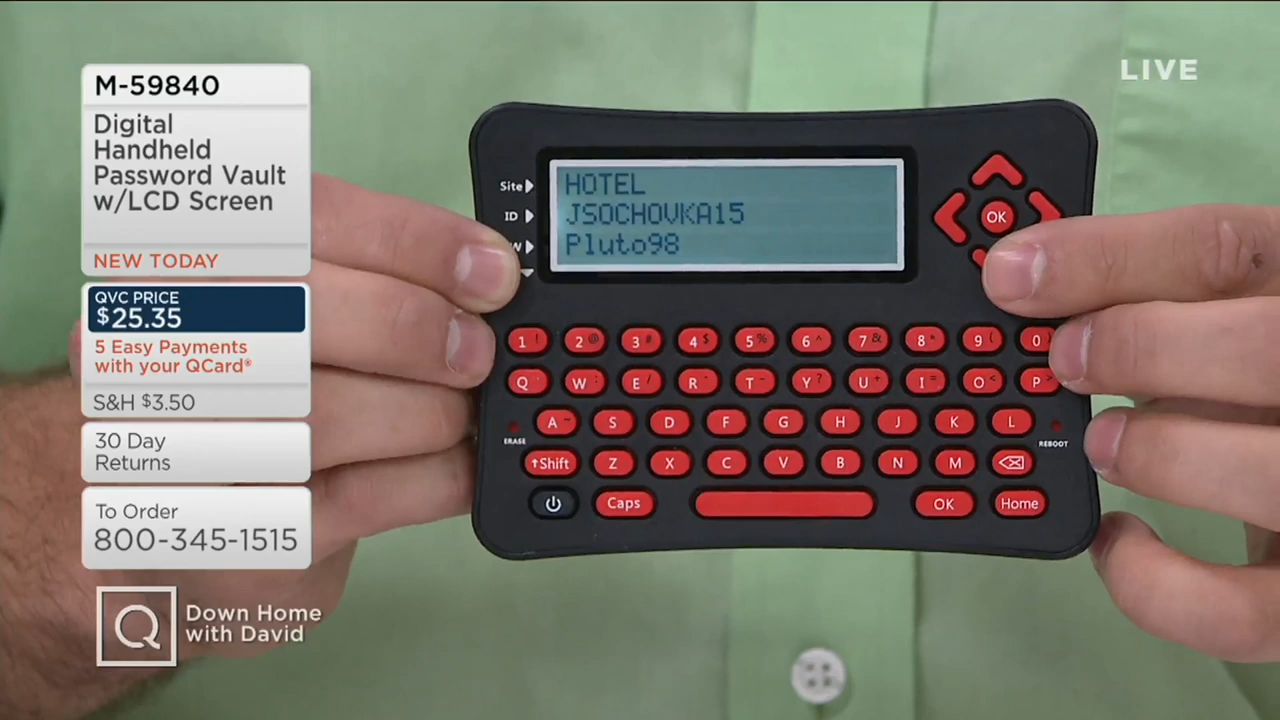 M-59840
Digital
Handheld
Password Vault
w/LCD Screen
NEW TODAY
QVC PRICE
$25.35
5 Easy Payments
with your QCard®
S&H $3.50
30 Day
Returns
To Order
800-345-1515
Q
Down Home
with David
LIVE
Site HOTEL
ID JSOCHOVKA15
W Pluto98
OK
1 ! 2 @ 3 # 4 $ 5 % 6 ^ 7 & 8 * 9 ( 0
Q W : E / R T - Y ? U + I = O < P >
A ~ S D F G H J K L
ERASE REBOOT
↑Shift Z X C V B N M
Caps OK Home